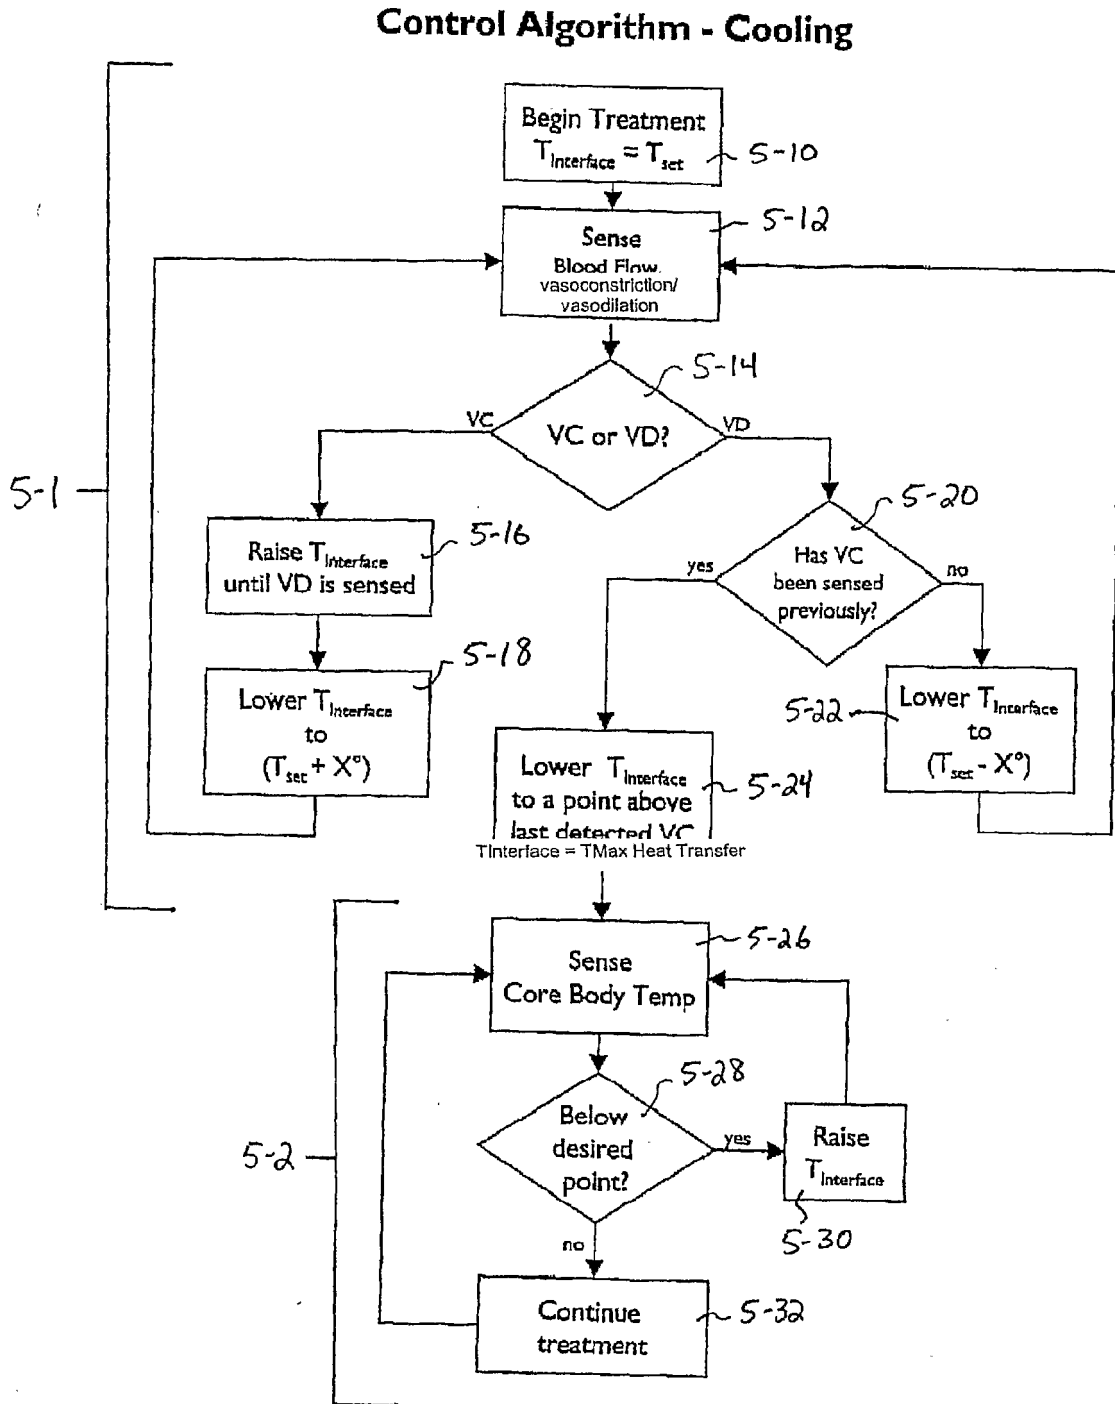 Control Algorithm - Cooling
Begin Treatment
TInterface = Tset
5-10
5-12
Sense
Blood Flow,
vasoconstriction/
vasodilation
5-14
VC
VC or VD?
VD
5-1
5-16
Raise TInterface
until VD is sensed
5-20
yes
Has VC
been sensed
previously?
no
5-18
Lower TInterface
to
(Tset + X°)
5-22
Lower TInterface
to
(Tset - X°)
5-24
Lower TInterface
to a point above
last detected VC
TInterface = TMax Heat Transfer
5-26
Sense
Core Body Temp
5-28
5-2
Below
desired
point?
yes
Raise
TInterface
5-30
no
Continue
treatment
5-32